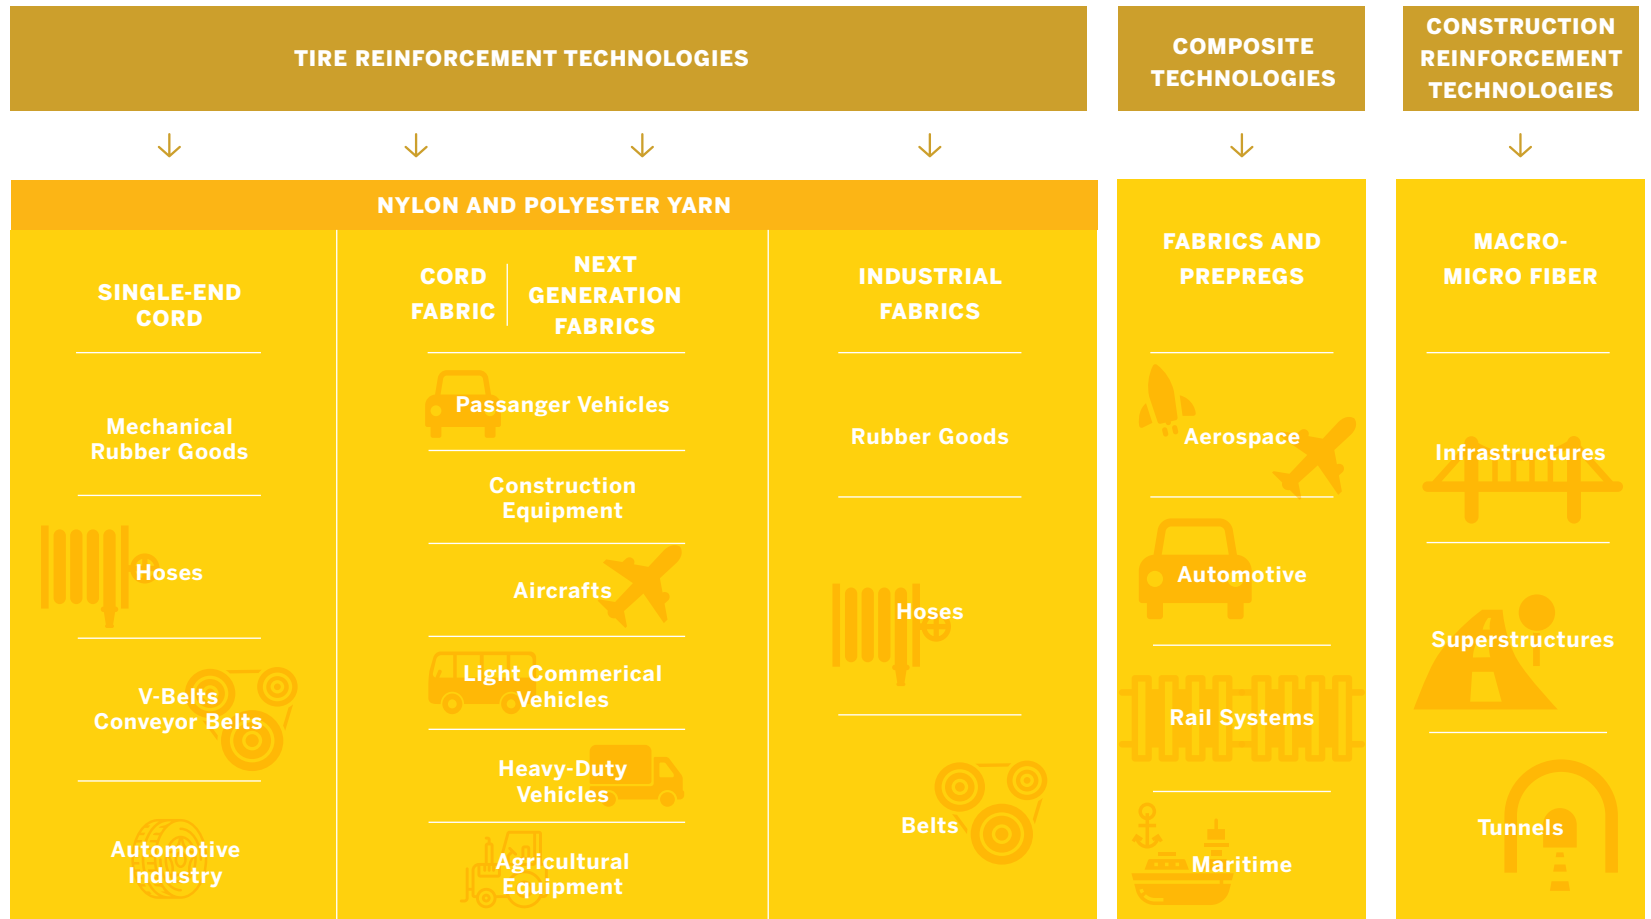 TIRE REINFORCEMENT TECHNOLOGIES
COMPOSITE
TECHNOLOGIES
CONSTRUCTION
REINFORCEMENT
TECHNOLOGIES
NYLON AND POLYESTER YARN
SINGLE-END
CORD
Mechanical
Rubber Goods
Hoses
V-Belts
Conveyor Belts
Automotive
Industry
CORD
FABRIC
NEXT
GENERATION
FABRICS
Passanger Vehicles
Construction
Equipment
Aircrafts
Light Commerical
Vehicles
Heavy-Duty
Vehicles
Agricultural
Equipment
INDUSTRIAL
FABRICS
Rubber Goods
Hoses
Belts
FABRICS AND
PREPREGS
Aerospace
Automotive
Rail Systems
Maritime
MACRO-
MICRO FIBER
Infrastructures
Superstructures
Tunnels